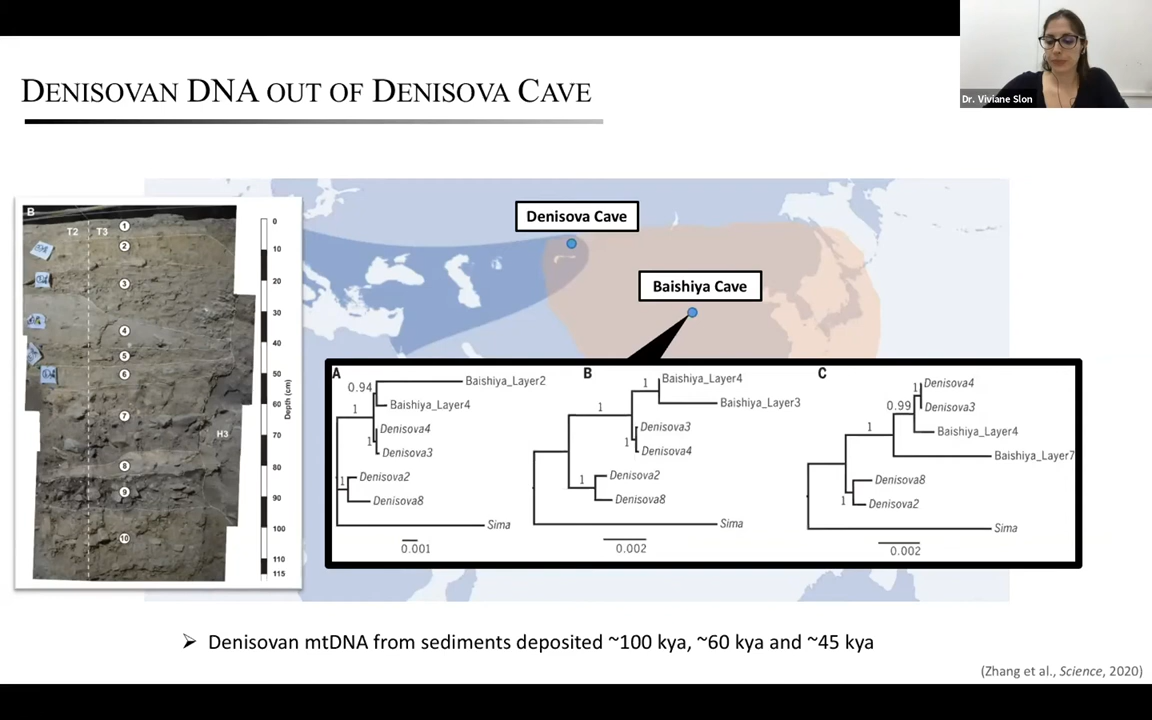 Dr. Viviane Slon
DENISOVAN DNA OUT OF DENISOVA CAVE
B
T2
T3
1
2
3
4
5
6
7
8
9
10
H3
0
10
20
30
40
50
60
70
80
90
100
110
115
Depth (cm)
Denisova Cave
Baishiya Cave
A
0.94
1
1
1
Baishiya_Layer2
Baishiya_Layer4
Denisova4
Denisova3
Denisova2
Denisova8
Sima
0.001
B
1
1
1
1
Baishiya_Layer4
Baishiya_Layer3
Denisova3
Denisova4
Denisova2
Denisova8
Sima
0.002
C
1
0.99
1
1
Denisova4
Denisova3
Baishiya_Layer4
Baishiya_Layer7
Denisova8
Denisova2
Sima
0.002
➢ Denisovan mtDNA from sediments deposited ~100 kya, ~60 kya and ~45 kya
(Zhang et al., Science, 2020)